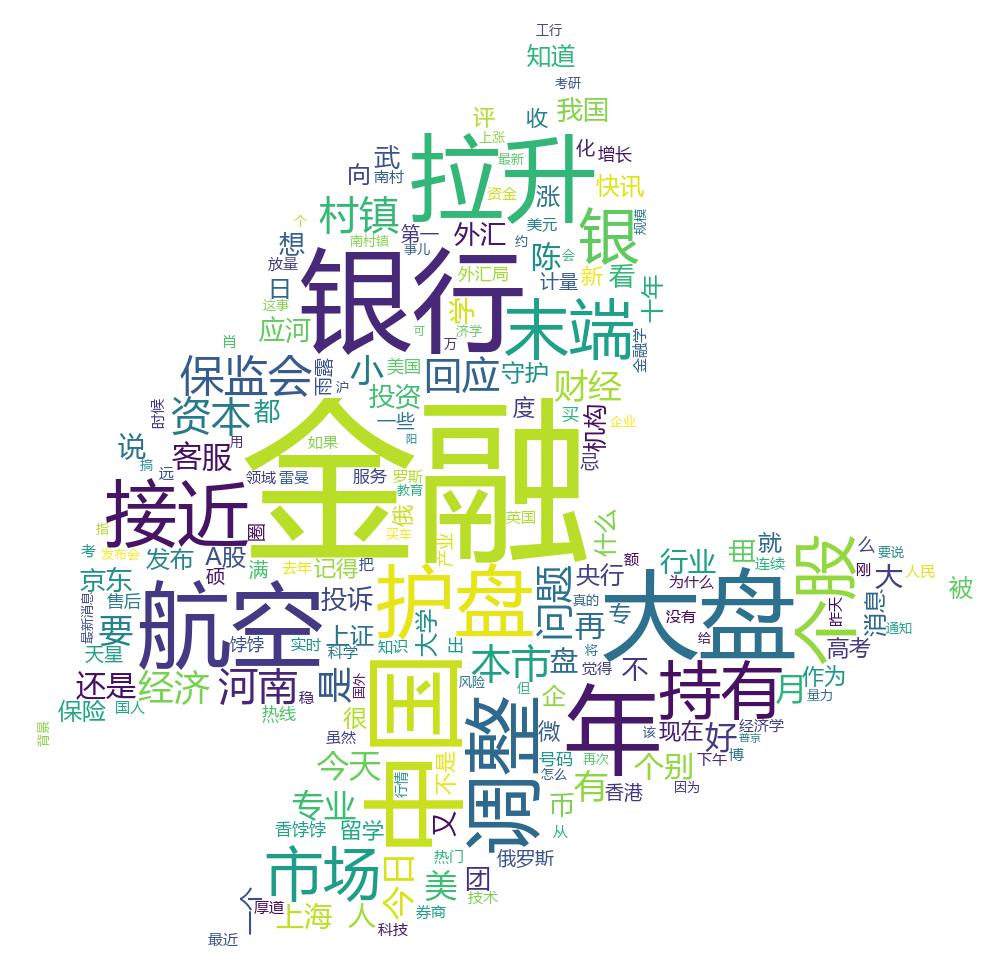 工行
知道
考研
我国
评
收
上涨
化
增长
武
最新
向
南村
拉升
快讯
资金
涨
村镇
美元
银
规模
个
第一
外汇
约
南村镇
事儿
想
陈
会
放量
外汇局
计量
新
看
日
银行
十年
这事
学
末端
应河
可
济学
肖
万
金融学
保监会
雨露
小
美国
回应
守护
沪
财经
投资
时候
资本
都
一些
度
买
机构
企业
说
用
如果
阳
客服
搞
远
领域
雷曼
服务
罗斯
教育
接近
金融
俄
英国
什么
指
圈
买车
考
发布会
发布
A股
产业
就
么
要说
满
去年
记得
把
额
行业
连续
个股
刚
大
人民
京东
硕
央行
为什么
被
售后
投诉
护盘
问题
真的
专
大盘
昨天
消息
最新消息
要
航空
大学
再
没有
给
通知
饽饽
实时
上证
知识
出
本市
盘
将
高考
天星
科学
觉得
不
还是
经济
河南
稳
是
国外
风险
但
持有
月
作为
量力
保险
国人
热线
很
中国
企
年
该
现在
好
经济学
背景
虽然
调整
微
普京
号码
再次
下午
博
今天
不是
怎么
个别
因为
行情
有
香港
专业
币
香饽饽
留学
又
从
市场
热门
俄罗斯
今日
美
团
技术
个
一
厚道
上海
人
券商
科技
最近